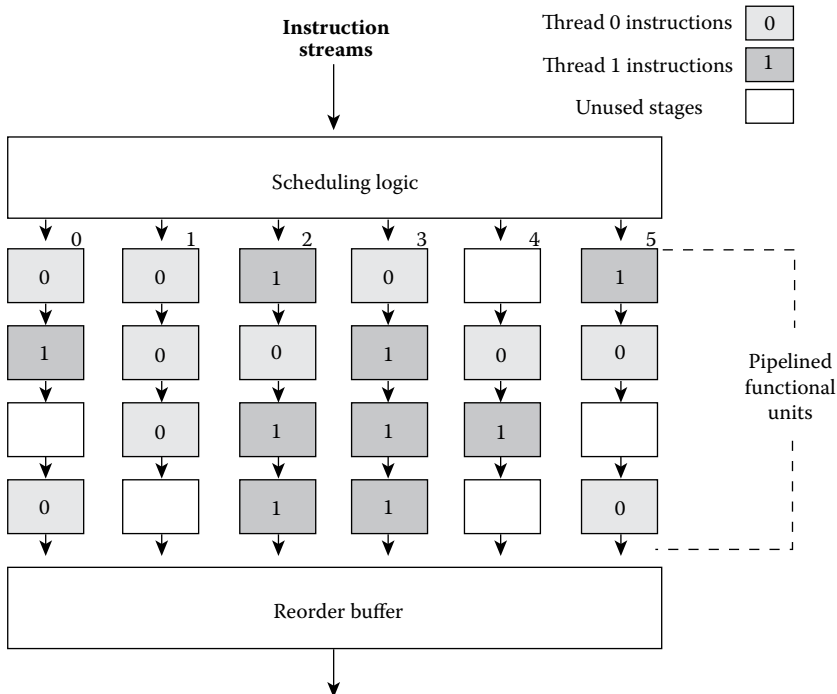 Instruction
streams
Thread 0 instructions 0
Thread 1 instructions 1
Unused stages
Scheduling logic
0 1 2 3 4 5
0 0 1 0 1
1 0 0 1 0 0
0 1 1 1
0 1 1 0
Pipelined
functional
units
Reorder buffer